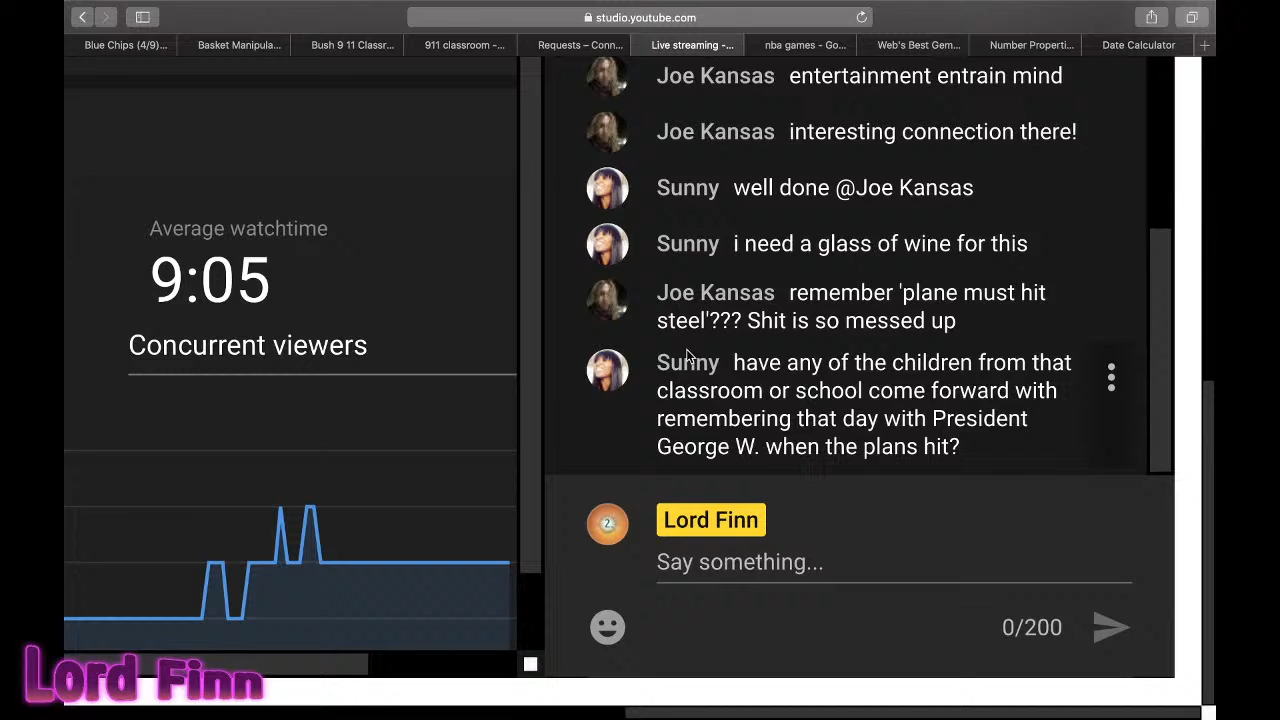 studio.youtube.com
Blue Chips (4/9)...
Basket Manipula...
Bush 9 11 Classr...
911 classroom -...
Requests – Conn...
Live streaming -...
nba games - Go...
Web's Best Gem...
Number Properti...
Date Calculator
Joe Kansas entertainment entrain mind
Joe Kansas interesting connection there!
Sunny well done @Joe Kansas
Sunny i need a glass of wine for this
Joe Kansas remember 'plane must hit
steel'??? Shit is so messed up
Sunny have any of the children from that
classroom or school come forward with
remembering that day with President
George W. when the plans hit?
Average watchtime
9:05
Concurrent viewers
2
Lord Finn
Say something...
0/200
Lord Finn